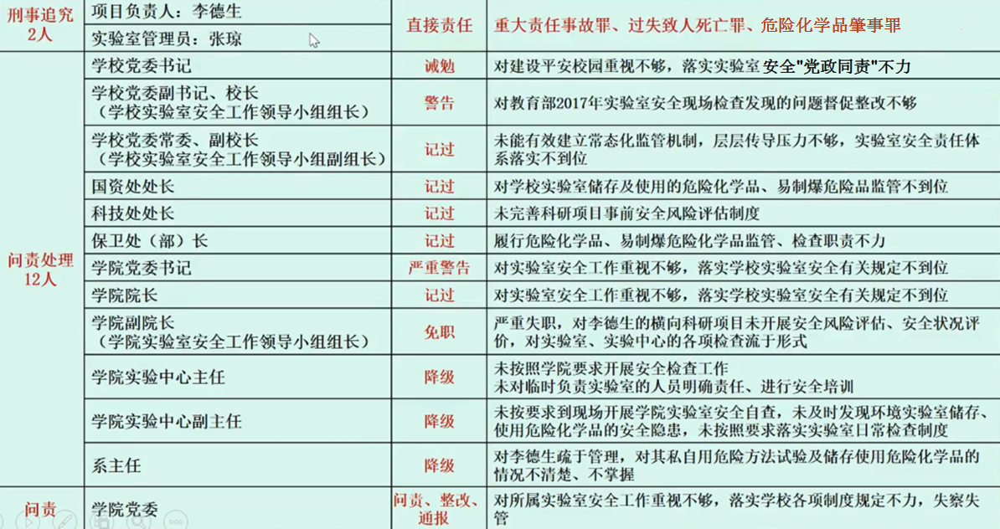 刑事追究
2人
项目负责人：李德生
实验室管理员：张琼
直接责任
重大责任事故罪、过失致人死亡罪、危险化学品肇事罪
问责处理
12人
学校党委书记
诫勉
对建设平安校园重视不够，落实实验室安全"党政同责"不力
学校党委副书记、校长
（学校实验室安全工作领导小组组长）
警告
对教育部2017年实验室安全现场检查发现的问题督促整改不够
学校党委常委、副校长
（学校实验室安全工作领导小组副组长）
记过
未能有效建立常态化监管机制，层层传导压力不够，实验室安全责任体
系落实不到位
国资处处长
记过
对学校实验室储存及使用的危险化学品、易制爆危险品监管不到位
科技处处长
记过
未完善科研项目事前安全风险评估制度
保卫处（部）长
记过
履行危险化学品、易制爆危险化学品监管、检查职责不力
学院党委书记
严重警告
对实验室安全工作重视不够，落实学校实验室安全有关规定不到位
学院院长
记过
对实验室安全工作重视不够，落实学校实验室安全有关规定不到位
学院副院长
（学院实验室安全工作领导小组组长）
免职
严重失职，对李德生的横向科研项目未开展安全风险评估、安全状况评
价，对实验室、实验中心的各项检查流于形式
学院实验中心主任
降级
未按照学院要求开展安全检查工作
未对临时负责实验室的人员明确责任、进行安全培训
学院实验中心副主任
降级
未按要求到现场开展学院实验室安全自查，未及时发现环境实验室储存、
使用危险化学品的安全隐患，未按照要求落实实验室日常检查制度
系主任
降级
对李德生疏于管理，对其私自用危险方法试验及储存使用危险化学品的
情况不清楚、不掌握
问责
学院党委
问责、整改、
通报
对所属实验室安全工作重视不够，落实学校各项制度规定不力，失察失
管